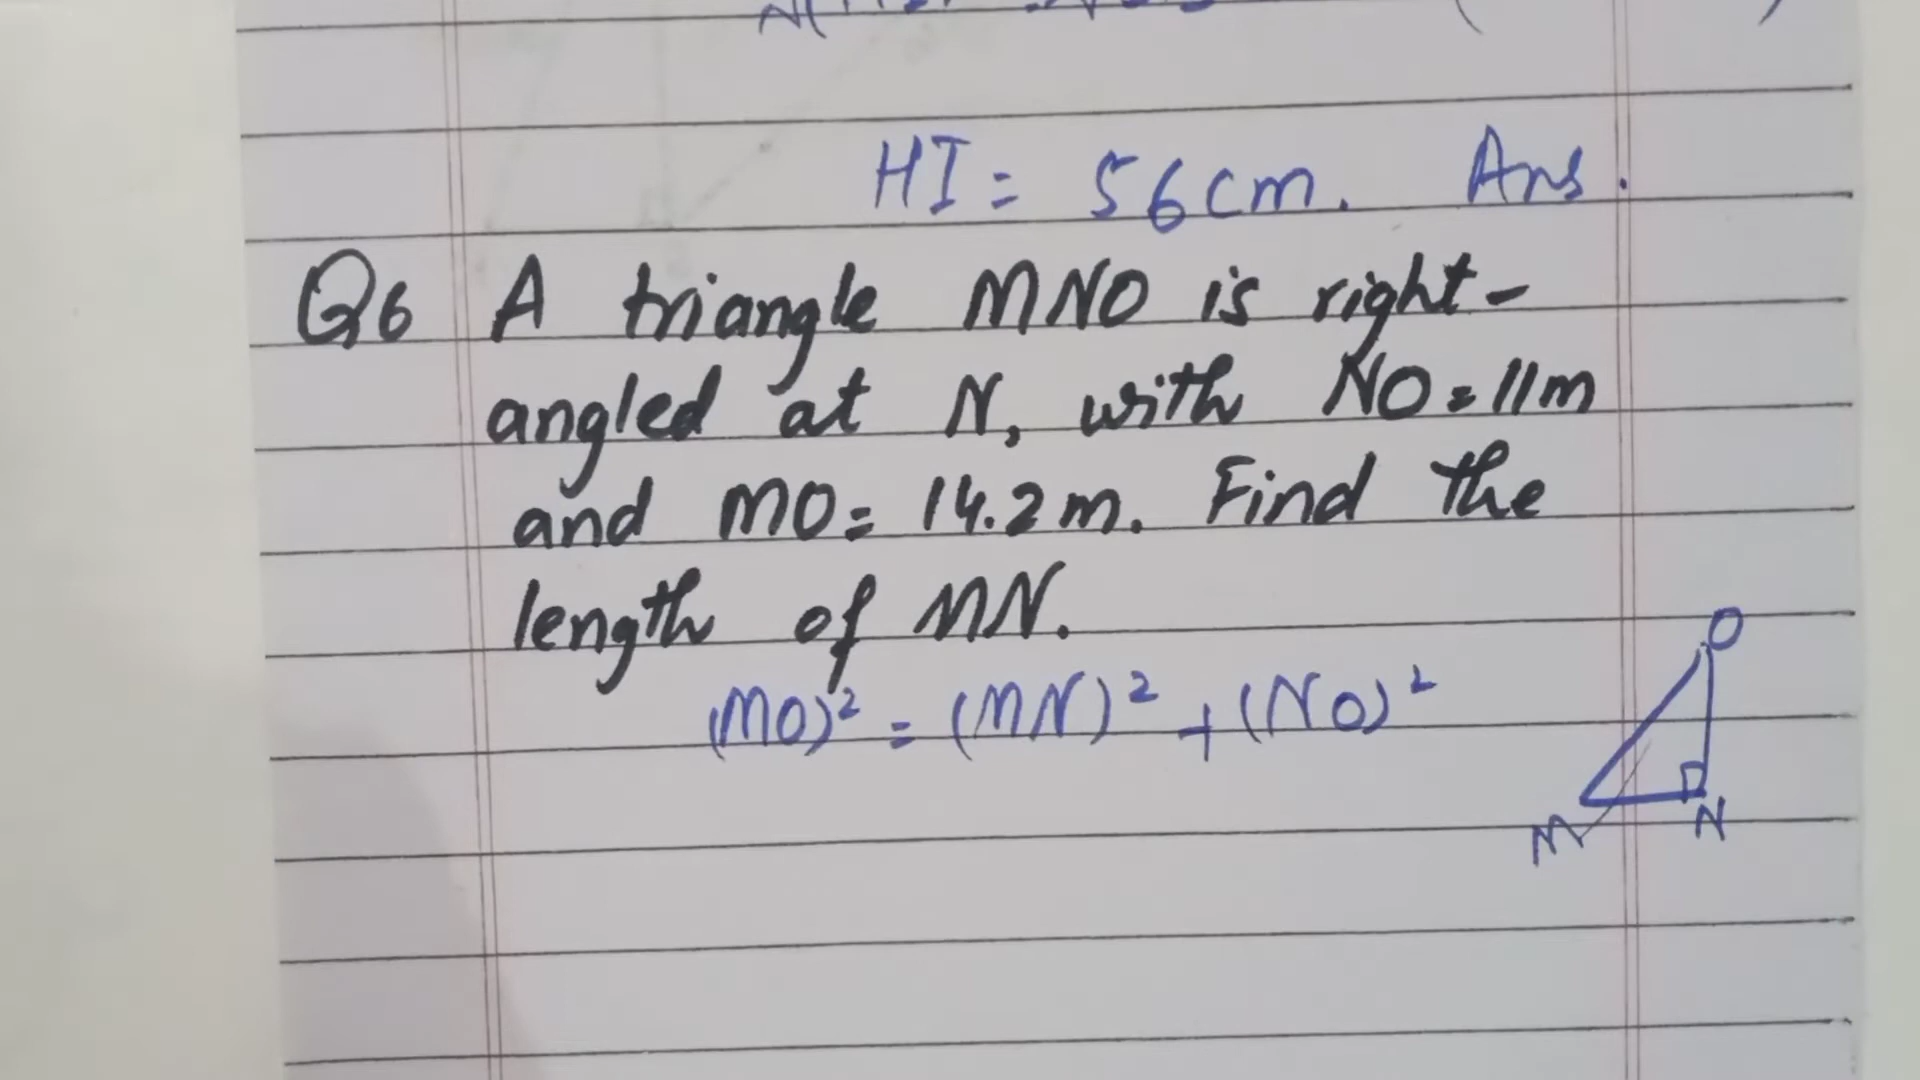 HI = 56cm. Ans.
Q6 A triangle MNO is right-
angled at N, with NO = 11m
and MO = 14.2m. Find the
length of MN.
(MO)² = (MN)² + (NO)²
O
M N